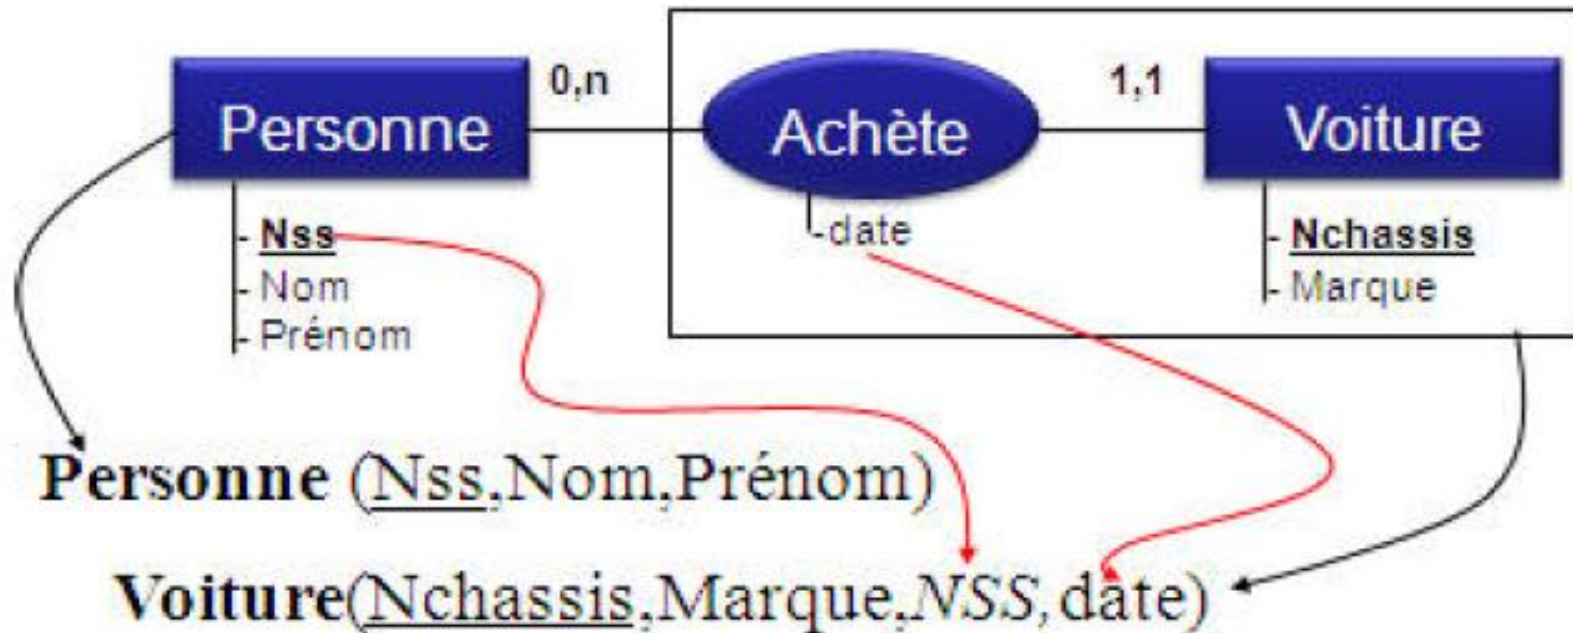 0,n
1,1
Personne
Achète
Voiture
- Nss
- Nom
- Prénom
-date
- Nchassis
- Marque
Personne (Nss,Nom,Prénom)
Voiture(Nchassis,Marque,NSS,date)